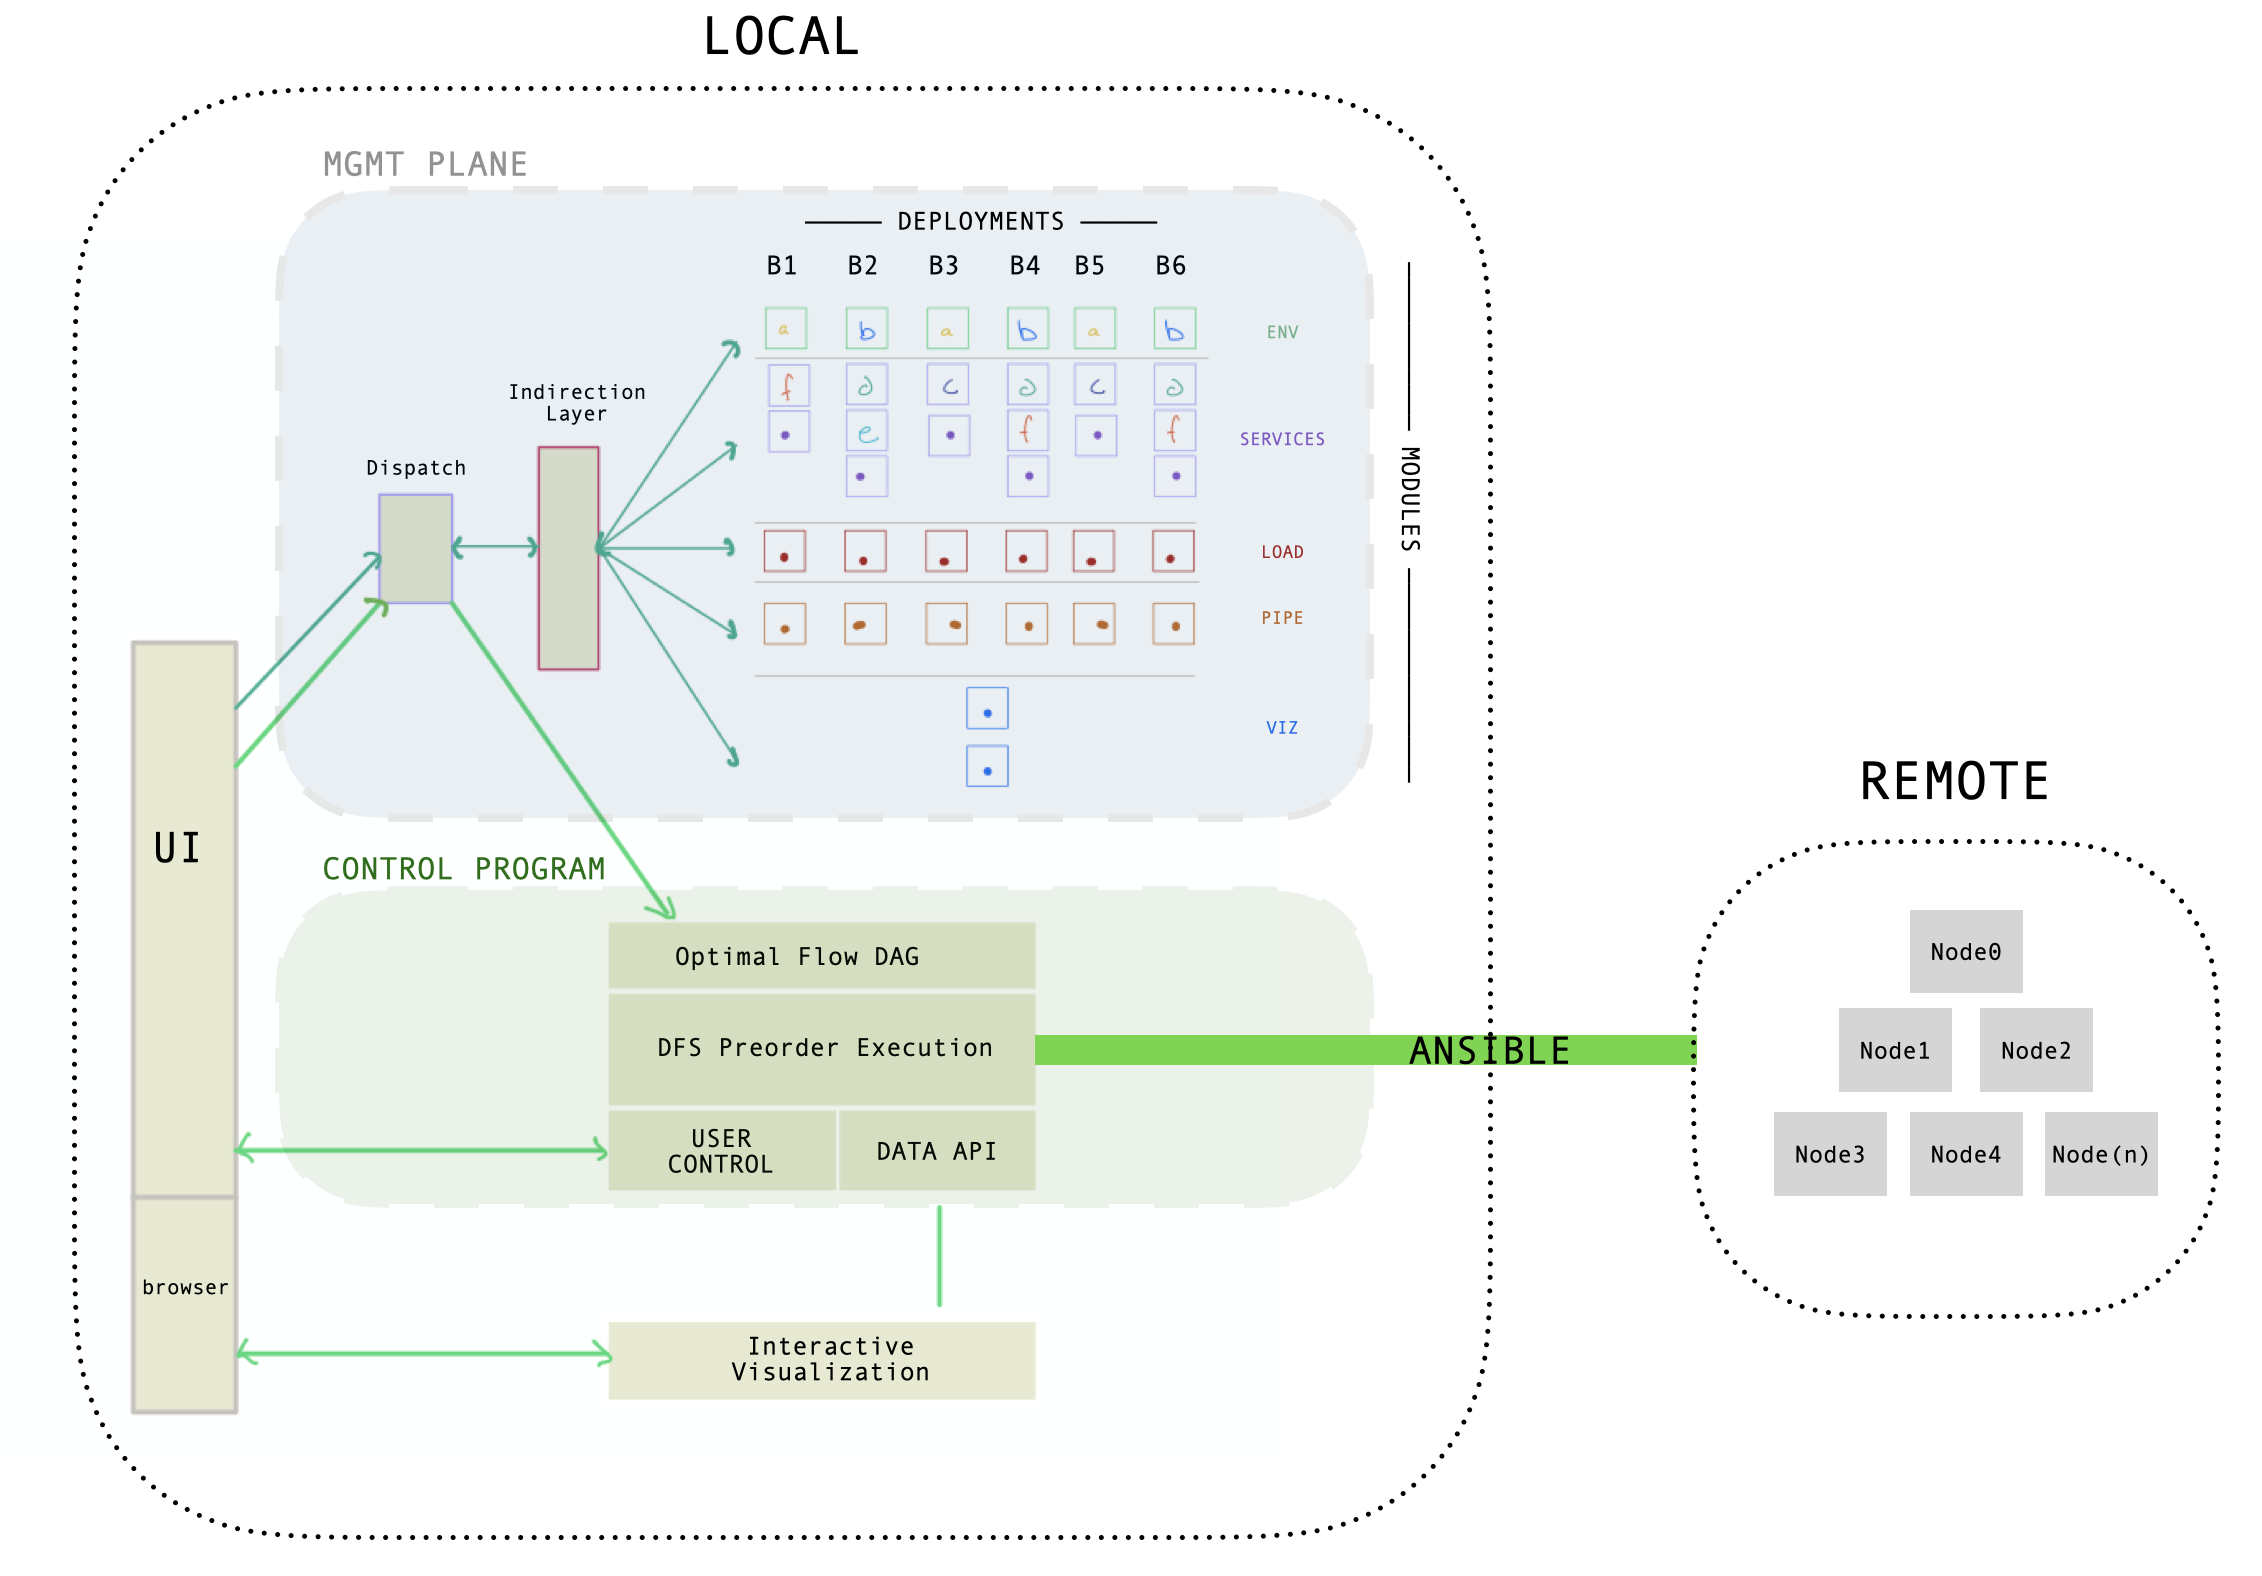 LOCAL
MGMT PLANE
DEPLOYMENTS
B1 B2 B3 B4 B5 B6
a b a b a b
ENV
Indirection
Layer
f c c
e f f
SERVICES
MODULES
Dispatch
LOAD
PIPE
VIZ
UI
CONTROL PROGRAM
Optimal Flow DAG
DFS Preorder Execution
USER
CONTROL
DATA API
browser
Interactive
Visualization
ANSIBLE
REMOTE
Node0
Node1 Node2
Node3 Node4 Node(n)